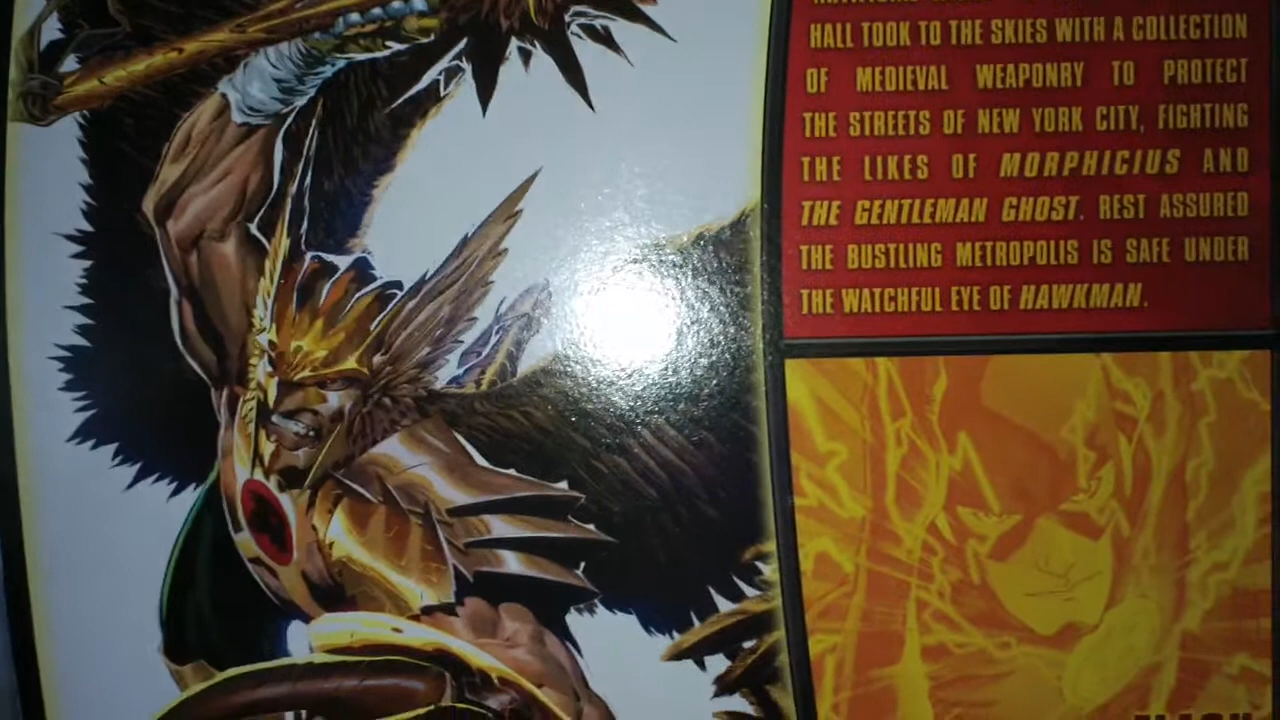 HALL TOOK TO THE SKIES WITH A COLLECTION
OF MEDIEVAL WEAPONRY TO PROTECT
THE STREETS OF NEW YORK CITY, FIGHTING
THE LIKES OF MORPHICIUS AND
THE GENTLEMAN GHOST. REST ASSURED
THE BUSTLING METROPOLIS IS SAFE UNDER
THE WATCHFUL EYE OF HAWKMAN.